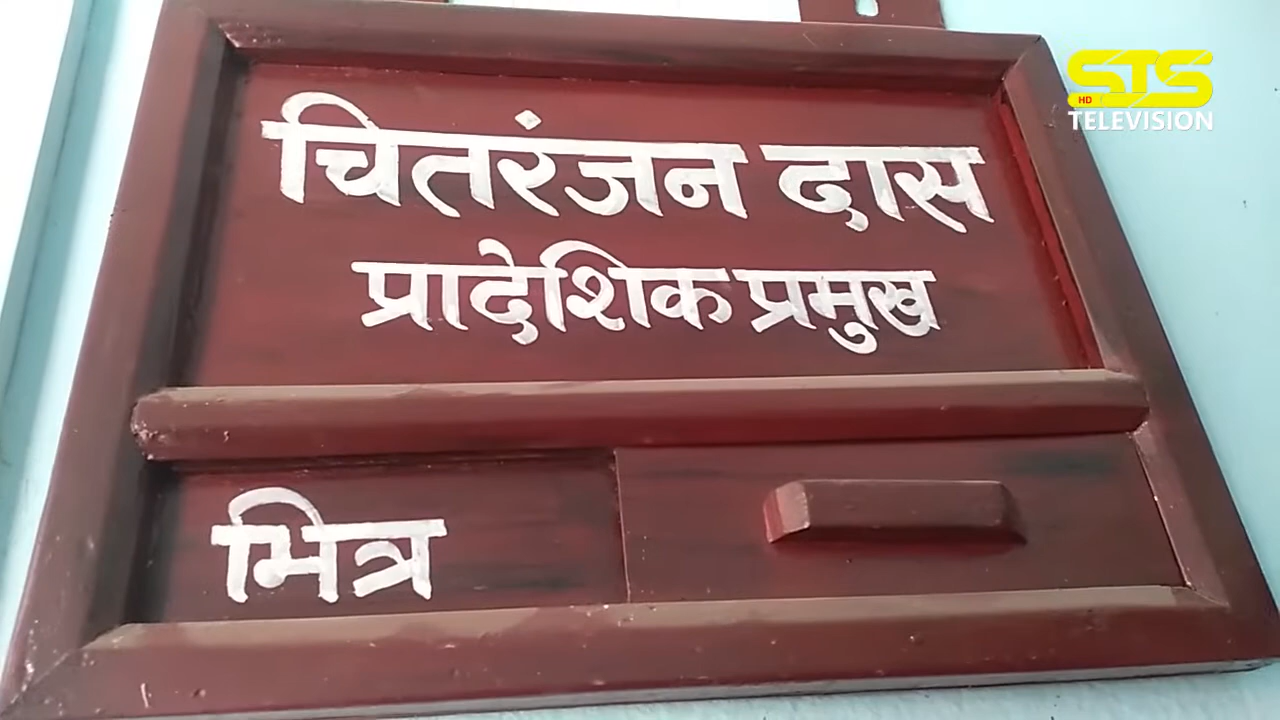 चितरंजन दास
प्रादेशिक प्रमुख
भित्र
STS
HD
TELEVISION